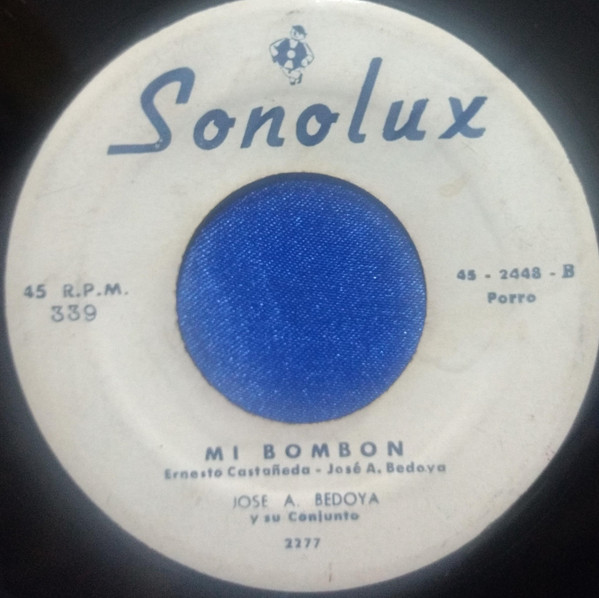 Sonolux
45 R.P.M.
339
45 - 2448 - B
Porro
MI BOMBON
Ernesto Castañeda - José A. Bedoya
JOSE A. BEDOYA
y su Conjunto
2277